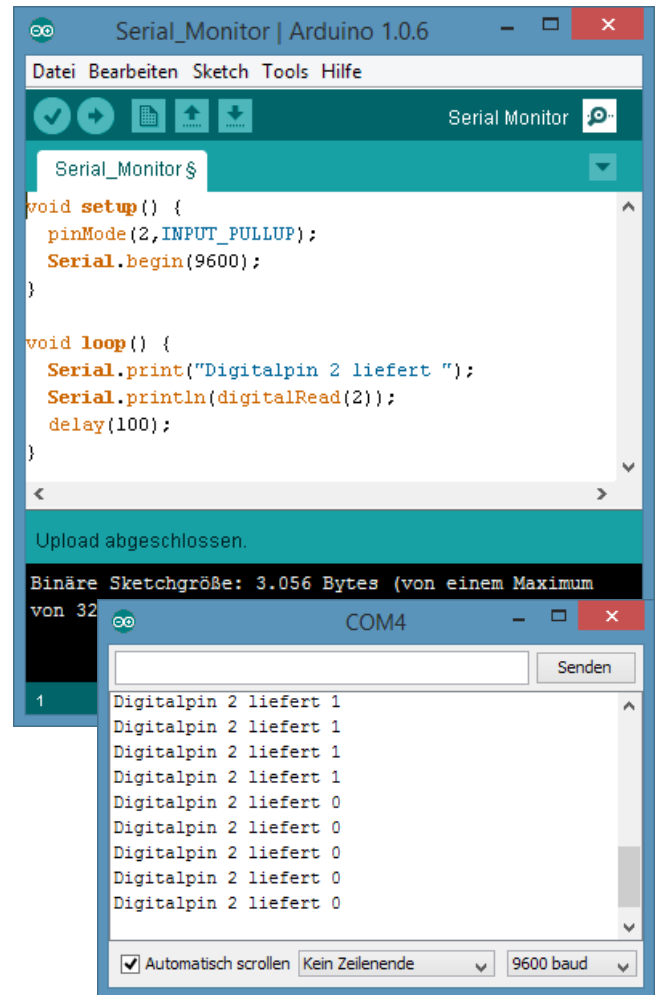 Serial_Monitor | Arduino 1.0.6
Datei Bearbeiten Sketch Tools Hilfe
Serial Monitor
Serial_Monitor §
void setup() {
  pinMode(2,INPUT_PULLUP);
  Serial.begin(9600);
}
void loop() {
  Serial.print("Digitalpin 2 liefert ");
  Serial.println(digitalRead(2));
  delay(100);
}
Upload abgeschlossen.
Binäre Sketchgröße: 3.056 Bytes (von einem Maximum
von 32
1
COM4
Senden
Digitalpin 2 liefert 1
Digitalpin 2 liefert 1
Digitalpin 2 liefert 1
Digitalpin 2 liefert 1
Digitalpin 2 liefert 0
Digitalpin 2 liefert 0
Digitalpin 2 liefert 0
Digitalpin 2 liefert 0
Digitalpin 2 liefert 0
Automatisch scrollen Kein Zeilenende 9600 baud